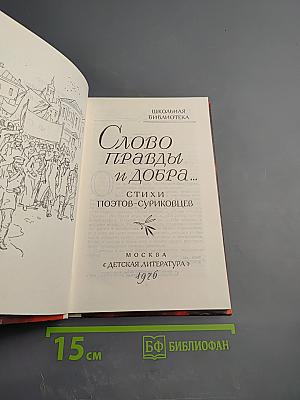 ШКОЛЬНАЯ
БИБЛИОТЕКА
СЛОВО
ПРАВДЫ
И ДОБРА...
СТИХИ
ПОЭТОВ-СУРИКОВЦЕВ
МОСКВА
«ДЕТСКАЯ ЛИТЕРАТУРА»
1976
15 см
БФ БИБЛИОФАН